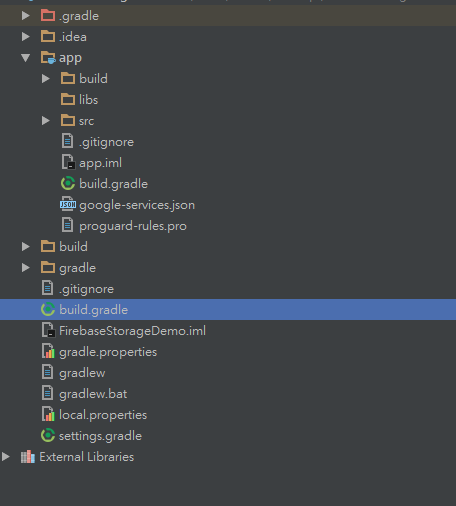 .gradle
.idea
app
build
libs
src
.gitignore
app.iml
build.gradle
google-services.json
proguard-rules.pro
build
gradle
.gitignore
build.gradle
FirebaseStorageDemo.iml
gradle.properties
gradlew
gradlew.bat
local.properties
settings.gradle
External Libraries